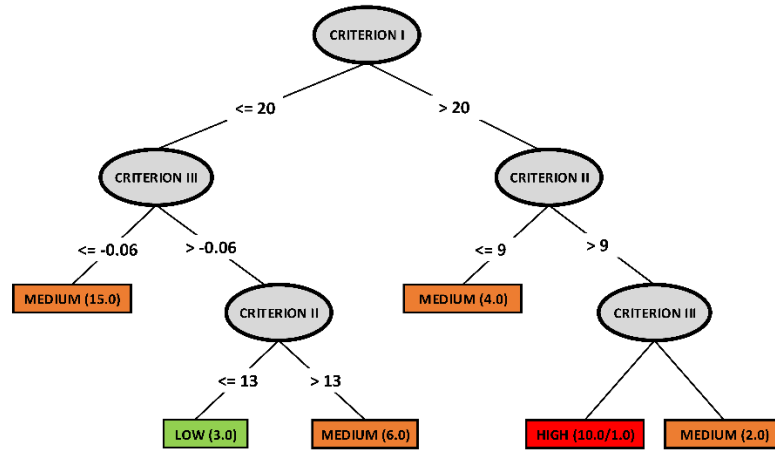 CRITERION I
<= 20
> 20
CRITERION III
CRITERION II
<= -0.06
> -0.06
<= 9
> 9
MEDIUM (15.0)
CRITERION II
MEDIUM (4.0)
CRITERION III
<= 13
> 13
LOW (3.0)
MEDIUM (6.0)
HIGH (10.0/1.0)
MEDIUM (2.0)